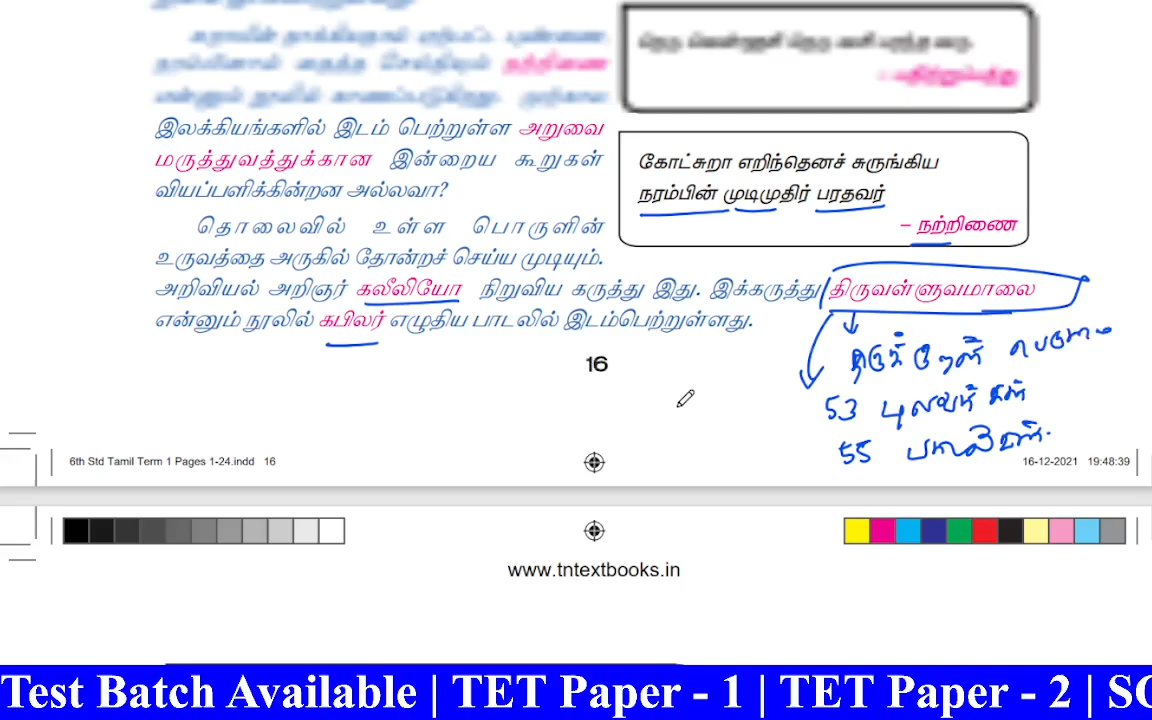 நற்றிணை
இலக்கியங்களில் இடம் பெற்றுள்ள அறுவை
மருத்துவத்துக்கான இன்றைய கூறுகள்
வியப்பளிக்கின்றன அல்லவா?
தொலைவில் உள்ள பொருளின்
உருவத்தை அருகில் தோன்றச் செய்ய முடியும்.
அறிவியல் அறிஞர் கலீலியோ நிறுவிய கருத்து இது. இக்கருத்து திருவள்ளுவமாலை
என்னும் நூலில் கபிலர் எழுதிய பாடலில் இடம்பெற்றுள்ளது.
கோட்சுறா எறிந்தெனச் சுருங்கிய
நரம்பின் முடிமுதிர் பரதவர்
– நற்றிணை
திருக்குறளின்
53 புலவர்கள்
55 பாடல்கள்.
16
6th Std Tamil Term 1 Pages 1-24.indd 16
16-12-2021 19:48:39
www.tntextbooks.in
Test Batch Available | TET Paper - 1 | TET Paper - 2 |